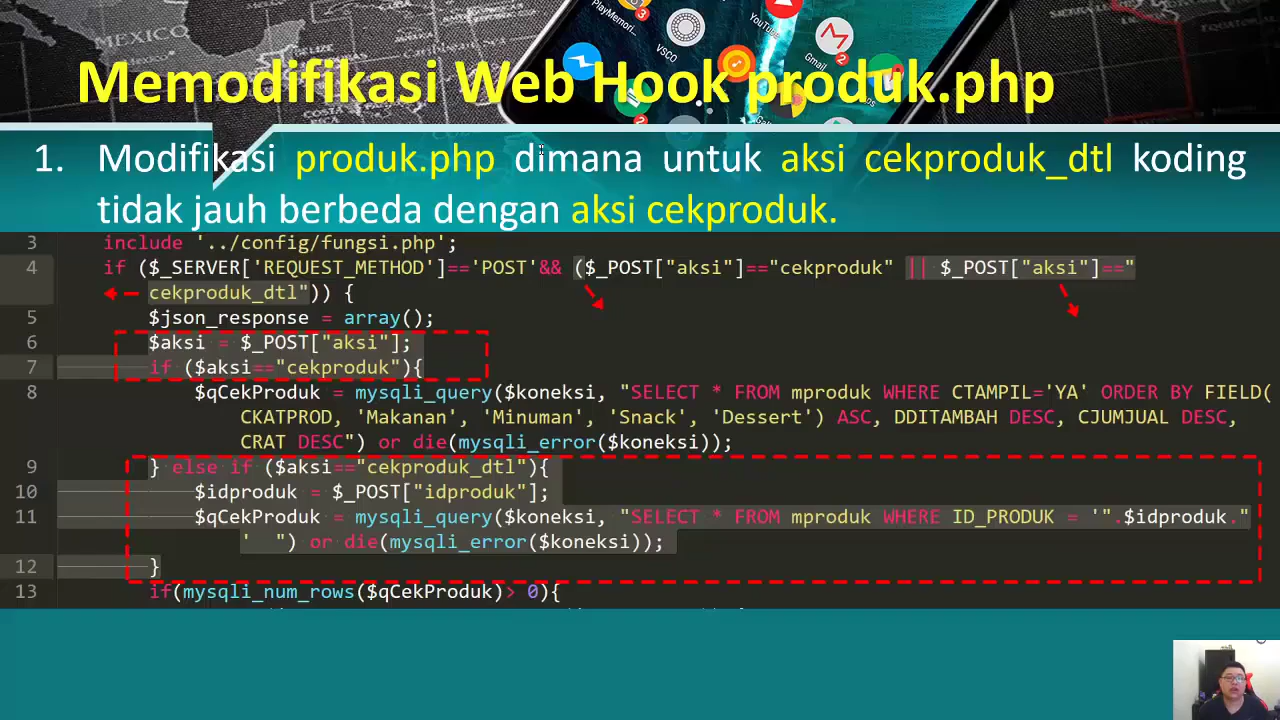 PlayMemori...
VSCO
YouTube
Gmail
MEXICO
Memodifikasi Web Hook produk.php
1. Modifikasi produk.php dimana untuk aksi cekproduk_dtl koding
tidak jauh berbeda dengan aksi cekproduk.
3 include '../config/fungsi.php';
4 if ($_SERVER['REQUEST_METHOD']=='POST'&& ($_POST["aksi"]=="cekproduk" || $_POST["aksi"]=="
cekproduk_dtl")) {
5 $json_response = array();
6 $aksi = $_POST["aksi"];
7 if ($aksi=="cekproduk"){
8 $qCekProduk = mysqli_query($koneksi, "SELECT * FROM mproduk WHERE CTAMPIL='YA' ORDER BY FIELD(
CKATPROD, 'Makanan', 'Minuman', 'Snack', 'Dessert') ASC, DDITAMBAH DESC, CJUMJUAL DESC,
CRAT DESC") or die(mysqli_error($koneksi));
9 } else if ($aksi=="cekproduk_dtl"){
10 $idproduk = $_POST["idproduk"];
11 $qCekProduk = mysqli_query($koneksi, "SELECT * FROM mproduk WHERE ID_PRODUK = '".$idproduk."
' ") or die(mysqli_error($koneksi));
12 }
13 if(mysqli_num_rows($qCekProduk)> 0){